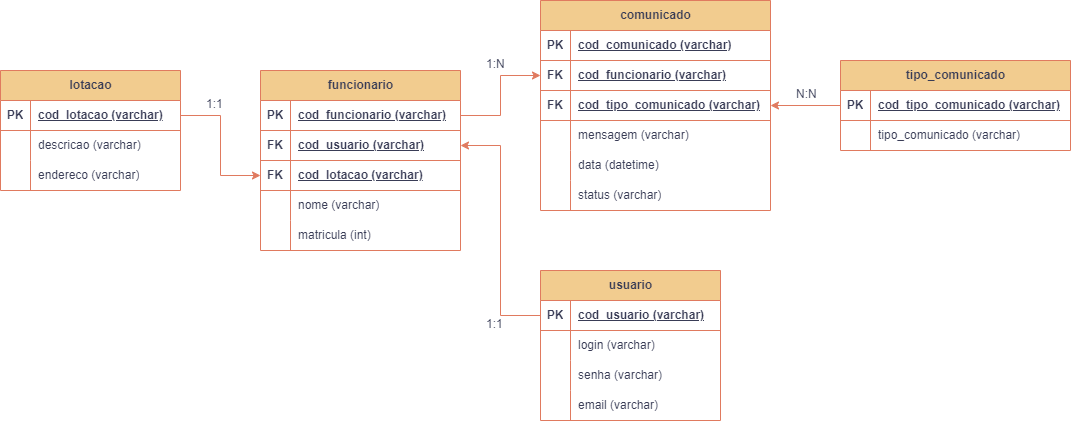 lotacao
PK cod_lotacao (varchar)
descricao (varchar)
endereco (varchar)
1:1
funcionario
PK cod_funcionario (varchar)
FK cod_usuario (varchar)
FK cod_lotacao (varchar)
nome (varchar)
matricula (int)
1:N
comunicado
PK cod_comunicado (varchar)
FK cod_funcionario (varchar)
FK cod_tipo_comunicado (varchar)
mensagem (varchar)
data (datetime)
status (varchar)
N:N
tipo_comunicado
PK cod_tipo_comunicado (varchar)
tipo_comunicado (varchar)
1:1
usuario
PK cod_usuario (varchar)
login (varchar)
senha (varchar)
email (varchar)